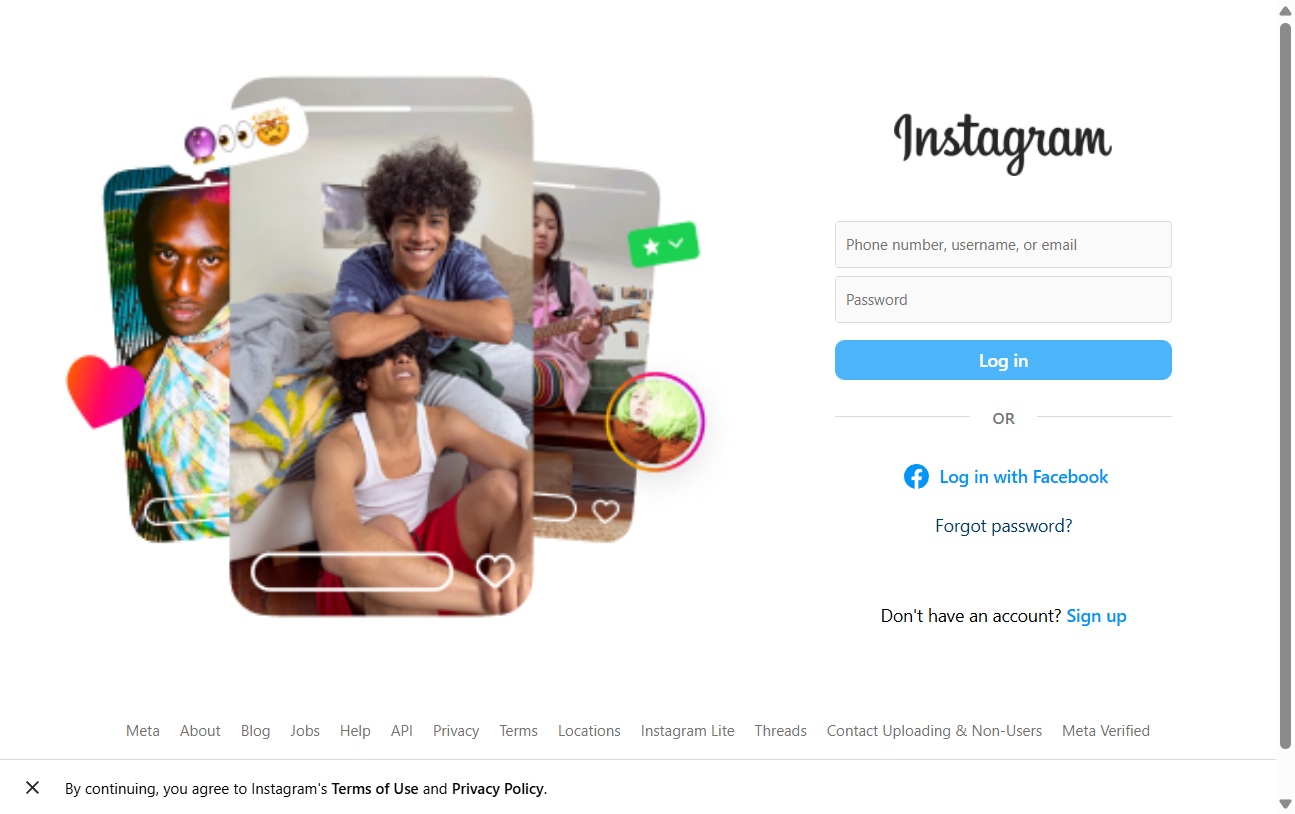 Instagram
Phone number, username, or email
Password
Log in
OR
Log in with Facebook
Forgot password?
Don't have an account? Sign up
Meta About Blog Jobs Help API Privacy Terms Locations Instagram Lite Threads Contact Uploading & Non-Users Meta Verified
By continuing, you agree to Instagram's Terms of Use and Privacy Policy.